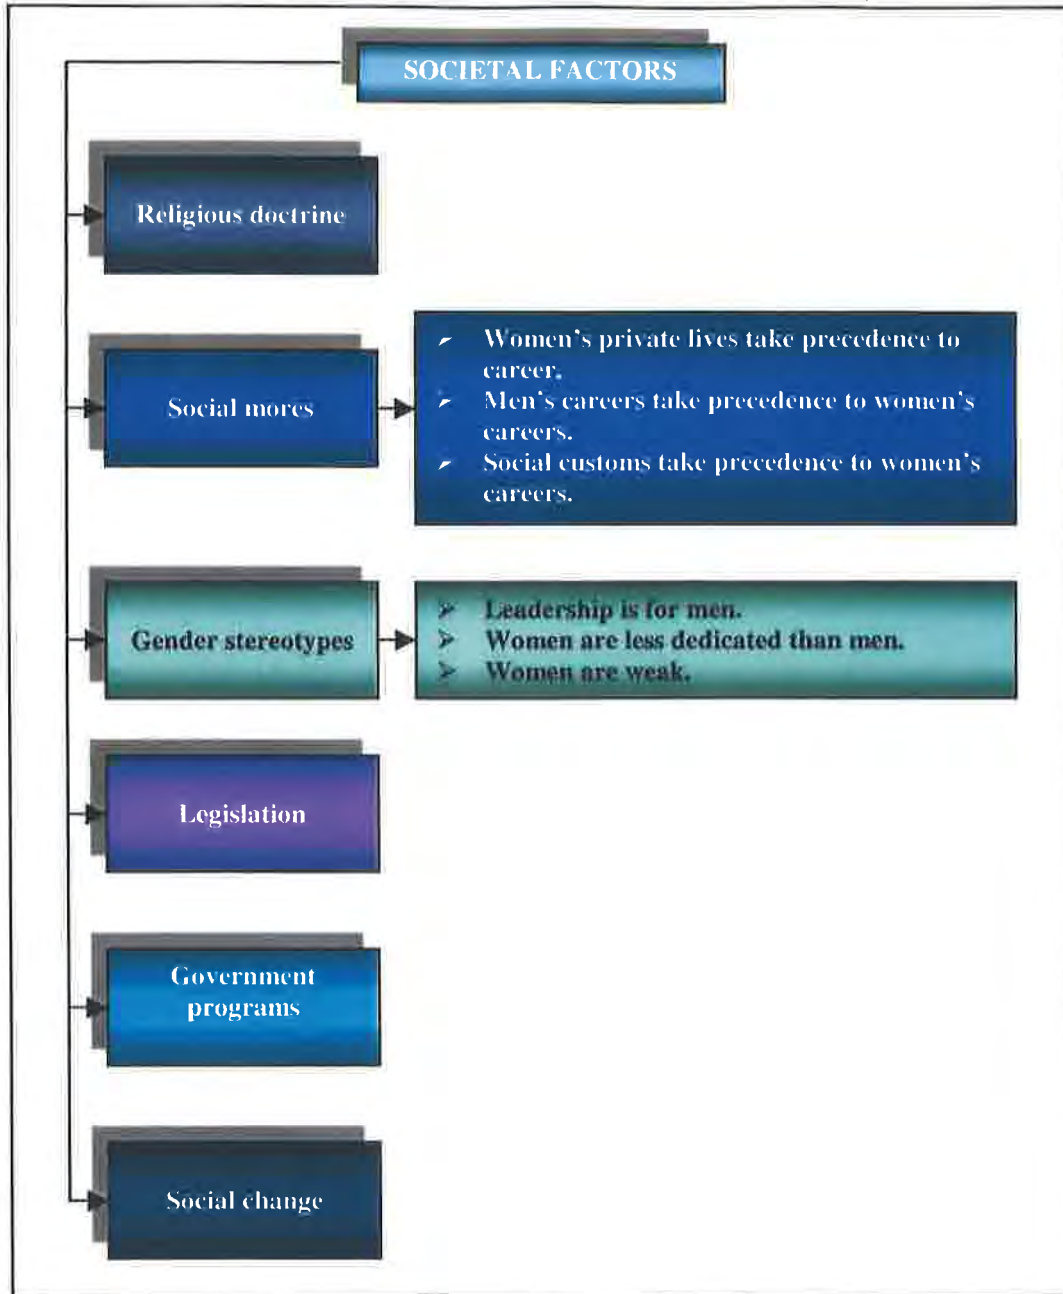 SOCIETAL FACTORS
Religious doctrine
Social mores
➢ Women's private lives take precedence to
career.
➢ Men's careers take precedence to women's
careers.
➢ Social customs take precedence to women's
careers.
Gender stereotypes
➢ Leadership is for men.
➢ Women are less dedicated than men.
➢ Women are weak.
Legislation
Government
programs
Social change